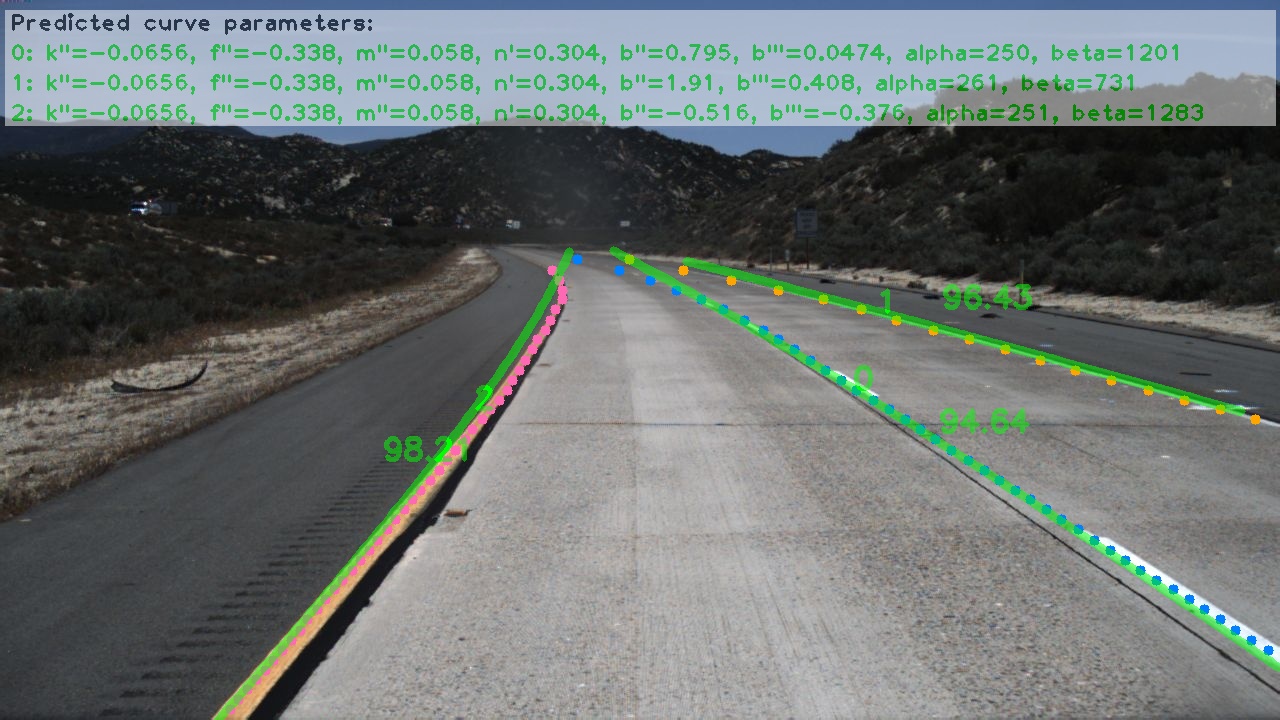 Predicted curve parameters:
0: k"=-0.0656, f"=-0.338, m"=0.058, n'=0.304, b"=0.795, b'"=0.0474, alpha=250, beta=1201
1: k"=-0.0656, f"=-0.338, m"=0.058, n'=0.304, b"=1.91, b'"=0.408, alpha=261, beta=731
2: k"=-0.0656, f"=-0.338, m"=0.058, n'=0.304, b"=-0.516, b'"=-0.376, alpha=251, beta=1283
1 96.43
0
2
94.64
98.21